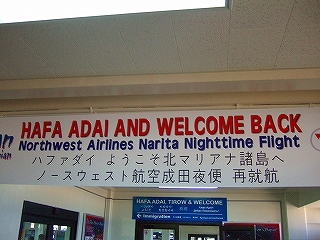 HAFA ADAI AND WELCOME BACK
Northwest Airlines Narita Nighttime Flight
ハファダイ ようこそ北マリアナ諸島へ
ノースウェスト航空成田夜便 再就航
HAFA ADAI TIROW & WELCOME
Immigration